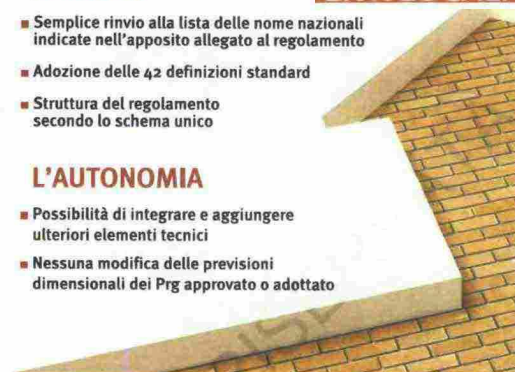 ■ Semplice rinvio alla lista delle nome nazionali
indicate nell'apposito allegato al regolamento
■ Adozione delle 42 definizioni standard
■ Struttura del regolamento
secondo lo schema unico
L'AUTONOMIA
■ Possibilità di integrare e aggiungere
ulteriori elementi tecnici
■ Nessuna modifica delle previsioni
dimensionali dei Prg approvato o adottato